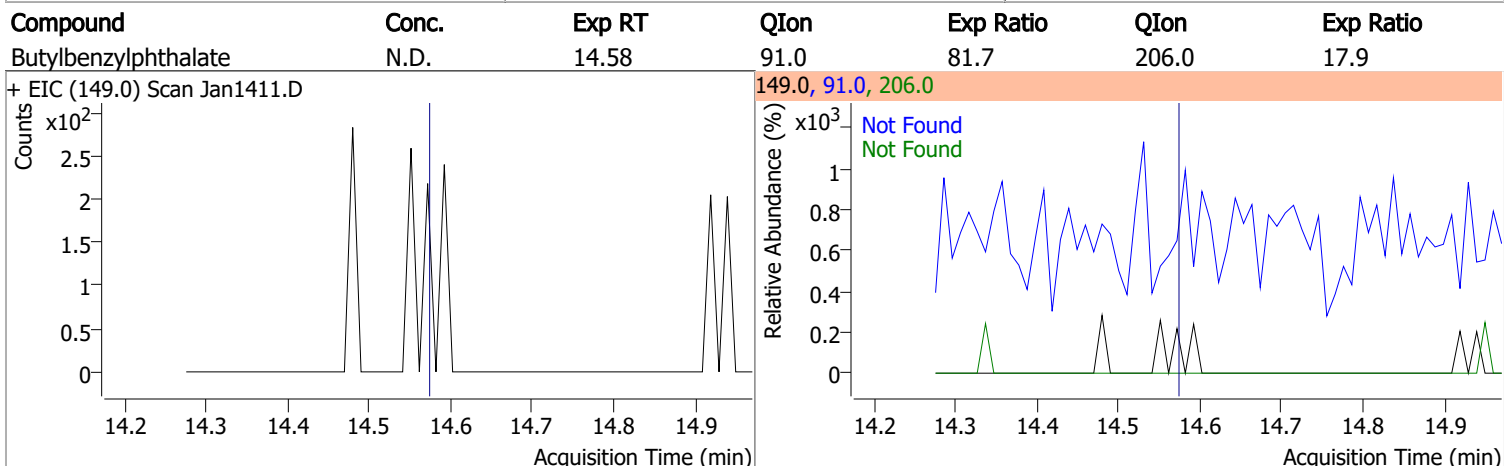 Compound Conc. Exp RT QIon Exp Ratio QIon Exp Ratio
Butylbenzylphthalate N.D. 14.58 91.0 81.7 206.0 17.9
+ EIC (149.0) Scan Jan1411.D
Counts
x10²
2.5
2
1.5
1
0.5
0
14.2 14.3 14.4 14.5 14.6 14.7 14.8 14.9
Acquisition Time (min)
149.0, 91.0, 206.0
Relative Abundance (%)
x10³
Not Found
Not Found
1
0.8
0.6
0.4
0.2
0
14.2 14.3 14.4 14.5 14.6 14.7 14.8 14.9
Acquisition Time (min)